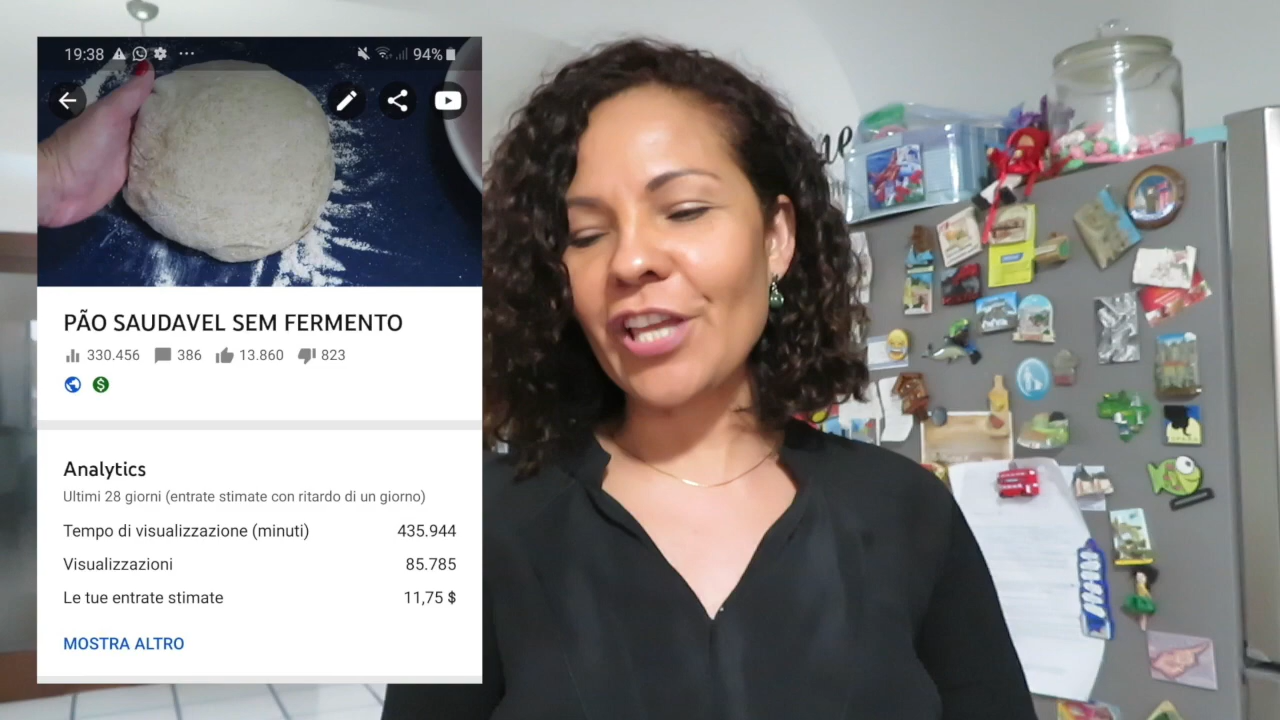 19:38
94%
PÃO SAUDAVEL SEM FERMENTO
330.456 386 13.860 823
Analytics
Ultimi 28 giorni (entrate stimate con ritardo di un giorno)
Tempo di visualizzazione (minuti) 435.944
Visualizzazioni 85.785
Le tue entrate stimate 11,75 $
MOSTRA ALTRO